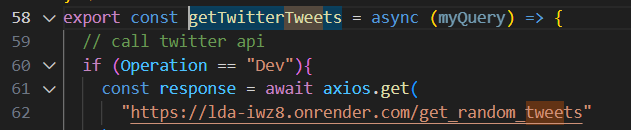 58 export const getTwitterTweets = async (myQuery) => {
59 // call twitter api
60 if (Operation == "Dev"){
61 const response = await axios.get(
62 "https://lda-iwz8.onrender.com/get_random_tweets"